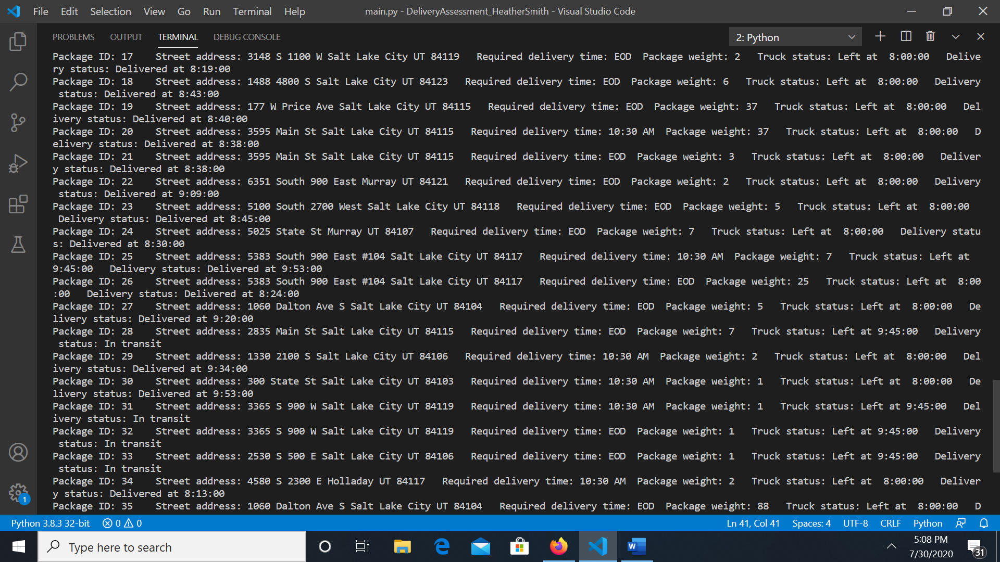 File Edit Selection View Go Run Terminal Help main.py - DeliveryAssessment_HeatherSmith - Visual Studio Code
PROBLEMS OUTPUT TERMINAL DEBUG CONSOLE 2: Python
Package ID: 17    Street address: 3148 S 1100 W Salt Lake City UT 84119   Required delivery time: EOD  Package weight: 2   Truck status: Left at  8:00:00   Delive
ry status: Delivered at 8:19:00
Package ID: 18    Street address: 1488 4800 S Salt Lake City UT 84123   Required delivery time: EOD  Package weight: 6   Truck status: Left at  8:00:00   Delivery
 status: Delivered at 8:43:00
Package ID: 19    Street address: 177 W Price Ave Salt Lake City UT 84115   Required delivery time: EOD  Package weight: 37   Truck status: Left at  8:00:00   Del
ivery status: Delivered at 8:40:00
Package ID: 20    Street address: 3595 Main St Salt Lake City UT 84115   Required delivery time: 10:30 AM  Package weight: 37   Truck status: Left at  8:00:00   D
elivery status: Delivered at 8:38:00
Package ID: 21    Street address: 3595 Main St Salt Lake City UT 84115   Required delivery time: EOD  Package weight: 3   Truck status: Left at  8:00:00   Deliver
y status: Delivered at 8:38:00
Package ID: 22    Street address: 6351 South 900 East Murray UT 84121   Required delivery time: EOD  Package weight: 2   Truck status: Left at  8:00:00   Delivery
 status: Delivered at 9:09:00
Package ID: 23    Street address: 5100 South 2700 West Salt Lake City UT 84118   Required delivery time: EOD  Package weight: 5   Truck status: Left at  8:00:00
 Delivery status: Delivered at 8:45:00
Package ID: 24    Street address: 5025 State St Murray UT 84107   Required delivery time: EOD  Package weight: 7   Truck status: Left at  8:00:00   Delivery statu
s: Delivered at 8:30:00
Package ID: 25    Street address: 5383 South 900 East #104 Salt Lake City UT 84117   Required delivery time: 10:30 AM  Package weight: 7   Truck status: Left at
9:45:00   Delivery status: Delivered at 9:53:00
Package ID: 26    Street address: 5383 South 900 East #104 Salt Lake City UT 84117   Required delivery time: EOD  Package weight: 25   Truck status: Left at  8:00
:00   Delivery status: Delivered at 8:24:00
Package ID: 27    Street address: 1060 Dalton Ave S Salt Lake City UT 84104   Required delivery time: EOD  Package weight: 5   Truck status: Left at  8:00:00   De
livery status: Delivered at 9:20:00
Package ID: 28    Street address: 2835 Main St Salt Lake City UT 84115   Required delivery time: EOD  Package weight: 7   Truck status: Left at 9:45:00   Delivery
 status: In transit
Package ID: 29    Street address: 1330 2100 S Salt Lake City UT 84106   Required delivery time: 10:30 AM  Package weight: 2   Truck status: Left at  8:00:00   Del
ivery status: Delivered at 9:34:00
Package ID: 30    Street address: 300 State St Salt Lake City UT 84103   Required delivery time: 10:30 AM  Package weight: 1   Truck status: Left at  8:00:00   De
livery status: Delivered at 9:53:00
Package ID: 31    Street address: 3365 S 900 W Salt Lake City UT 84119   Required delivery time: 10:30 AM  Package weight: 1   Truck status: Left at 9:45:00   Del
ivery status: In transit
Package ID: 32    Street address: 3365 S 900 W Salt Lake City UT 84119   Required delivery time: EOD  Package weight: 1   Truck status: Left at 9:45:00   Delivery
 status: In transit
Package ID: 33    Street address: 2530 S 500 E Salt Lake City UT 84106   Required delivery time: EOD  Package weight: 1   Truck status: Left at 9:45:00   Delivery
 status: In transit
Package ID: 34    Street address: 4580 S 2300 E Holladay UT 84117   Required delivery time: 10:30 AM  Package weight: 2   Truck status: Left at  8:00:00   Deliver
y status: Delivered at 8:13:00
Package ID: 35    Street address: 1060 Dalton Ave S Salt Lake City UT 84104   Required delivery time: EOD  Package weight: 88   Truck status: Left at  8:00:00   D
1
Python 3.8.3 32-bit 0 0 Ln 41, Col 41 Spaces: 4 UTF-8 CRLF Python
Type here to search
W
5:08 PM
7/30/2020
31